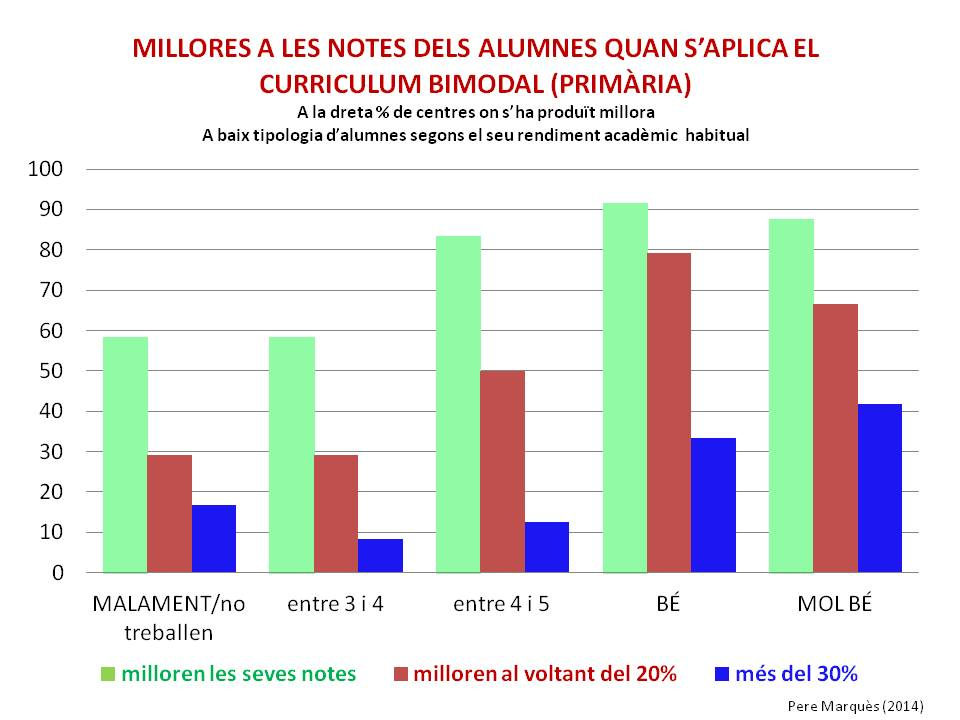 MILLORES A LES NOTES DELS ALUMNES QUAN S’APLICA EL
CURRICULUM BIMODAL (PRIMÀRIA)
A la dreta % de centres on s’ha produït millora
A baix tipologia d’alumnes segons el seu rendiment acadèmic habitual
100
90
80
70
60
50
40
30
20
10
0
MALAMENT/no
treballen
entre 3 i 4
entre 4 i 5
BÉ
MOL BÉ
milloren les seves notes
milloren al voltant del 20%
més del 30%
Pere Marquès (2014)